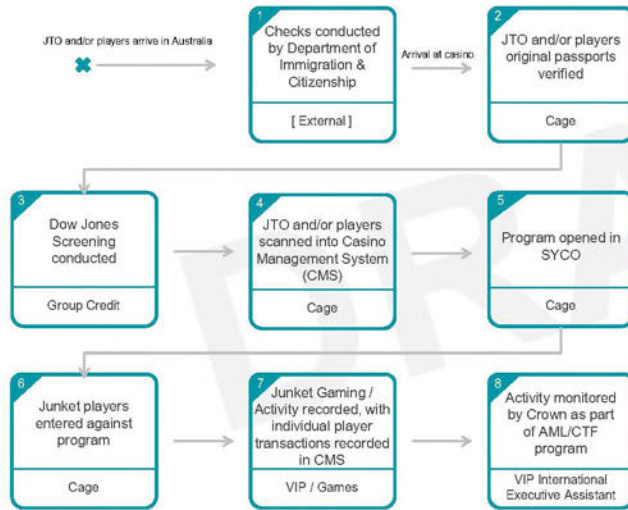 JTO and/or players arrive in Australia
1
Checks conducted
by Department of
Immigration &
Citizenship
[ External ]
Arrival at casino
2
JTO and/or players
original passports
verified
Cage
3
Dow Jones
Screening
conducted
Group Credit
4
JTO and/or players
scanned into Casino
Management System
(CMS)
Cage
5
Program opened in
SYCO
Cage
6
Junket players
entered against
program
Cage
7
Junket Gaming /
Activity recorded, with
individual player
transactions recorded
in CMS
VIP / Games
8
Activity monitored
by Crown as part
of AML/CTF
program
VIP International
Executive Assistant
DRA